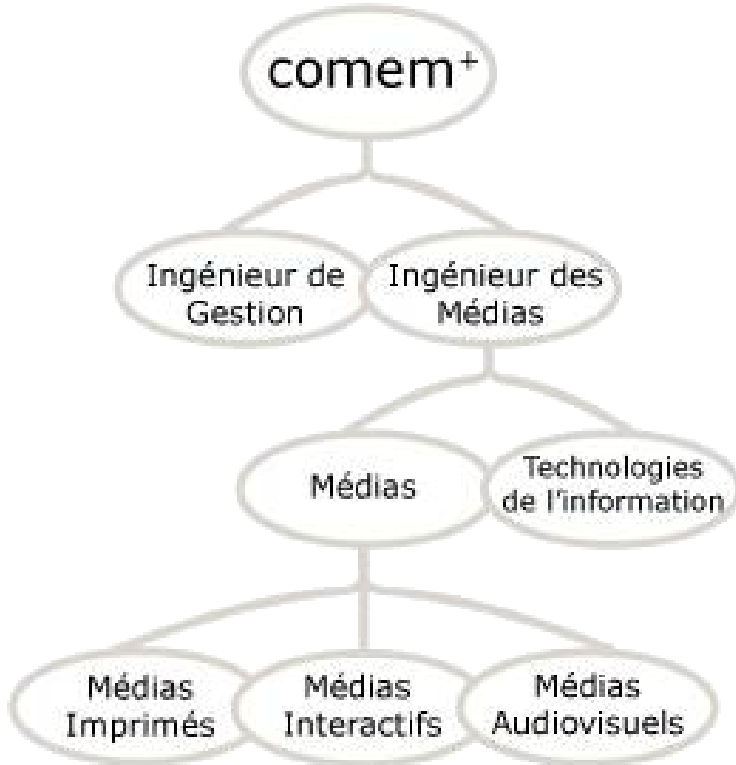 comem⁺
Ingénieur de
Gestion
Ingénieur des
Médias
Médias
Technologies
de l'information
Médias
Imprimés
Médias
Interactifs
Médias
Audiovisuels